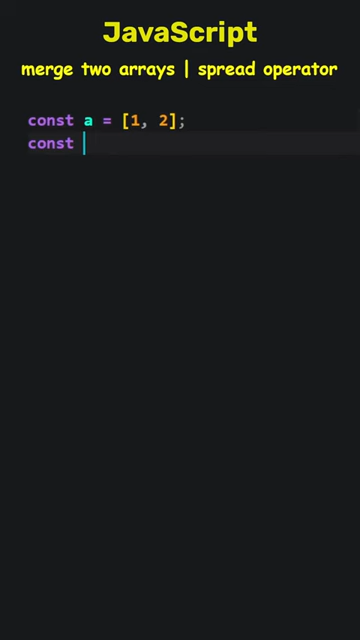 JavaScript
merge two arrays | spread operator
const a = [1, 2];
const